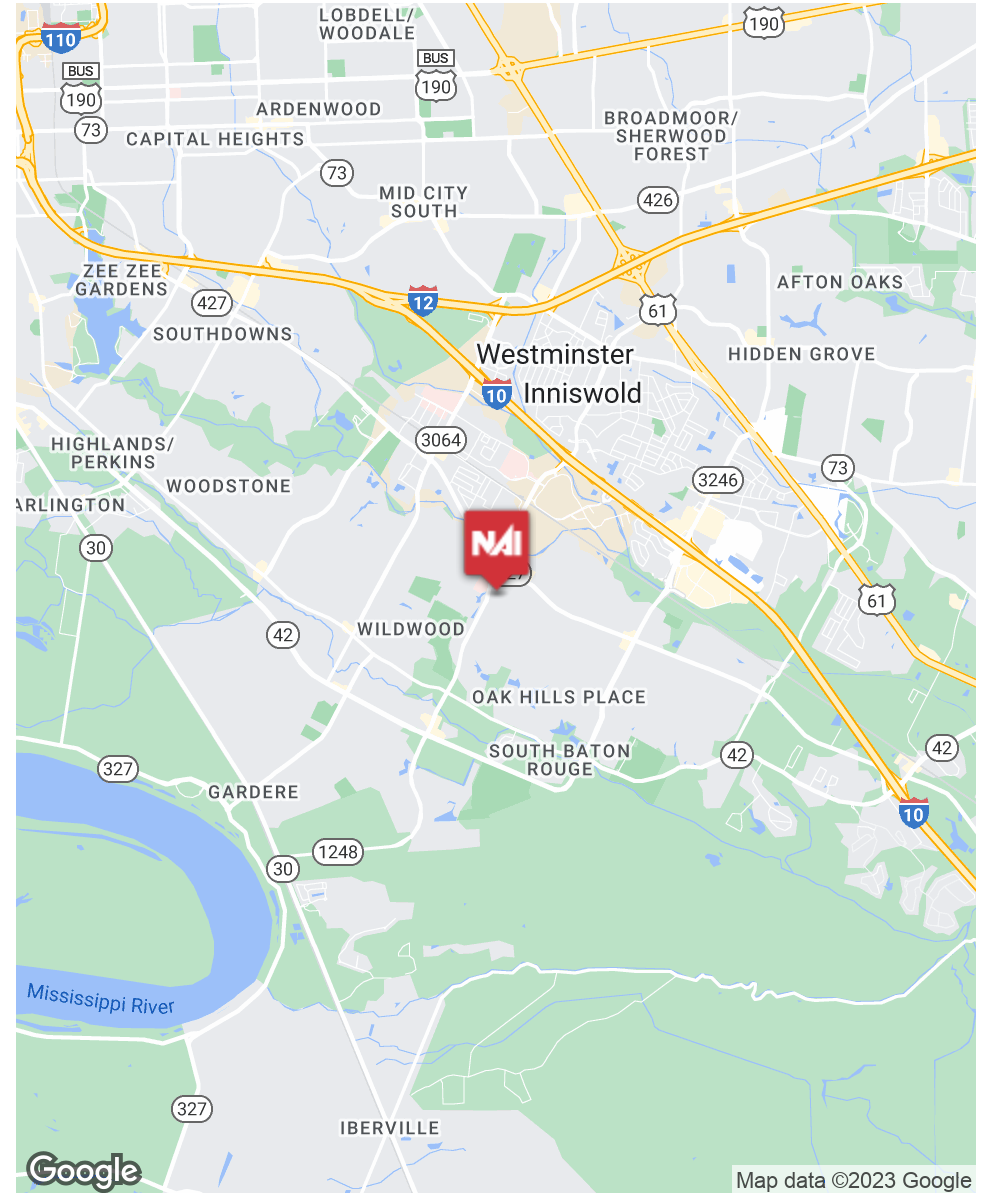 LOBDELL/
WOODALE
190
110
BUS
190
BUS
190
ARDENWOOD
73
CAPITAL HEIGHTS
BROADMOOR/
SHERWOOD
FOREST
73
MID CITY
SOUTH
426
ZEE ZEE
GARDENS
427
12
61
AFTON OAKS
SOUTHDOWNS
Westminster
HIDDEN GROVE
10
Inniswold
HIGHLANDS/
PERKINS
3064
73
WOODSTONE
3246
ARLINGTON
30
NAI
61
42
WILDWOOD
OAK HILLS PLACE
SOUTH BATON
ROUGE
42
42
327
GARDERE
10
1248
30
Mississippi River
327
IBERVILLE
Google
Map data ©2023 Google